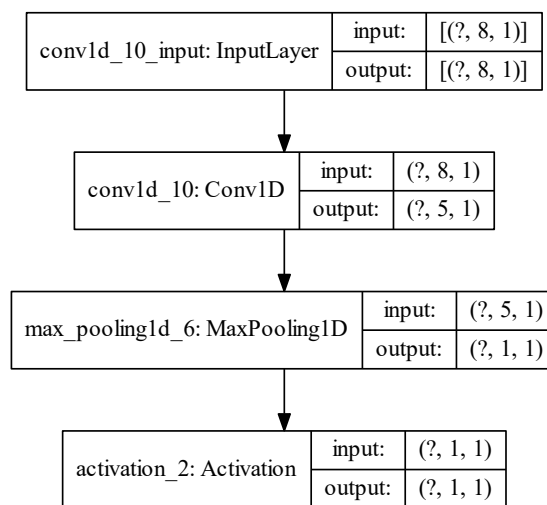 conv1d_10_input: InputLayer
input: [(?, 8, 1)]
output: [(?, 8, 1)]
conv1d_10: Conv1D
input: (?, 8, 1)
output: (?, 5, 1)
max_pooling1d_6: MaxPooling1D
input: (?, 5, 1)
output: (?, 1, 1)
activation_2: Activation
input: (?, 1, 1)
output: (?, 1, 1)